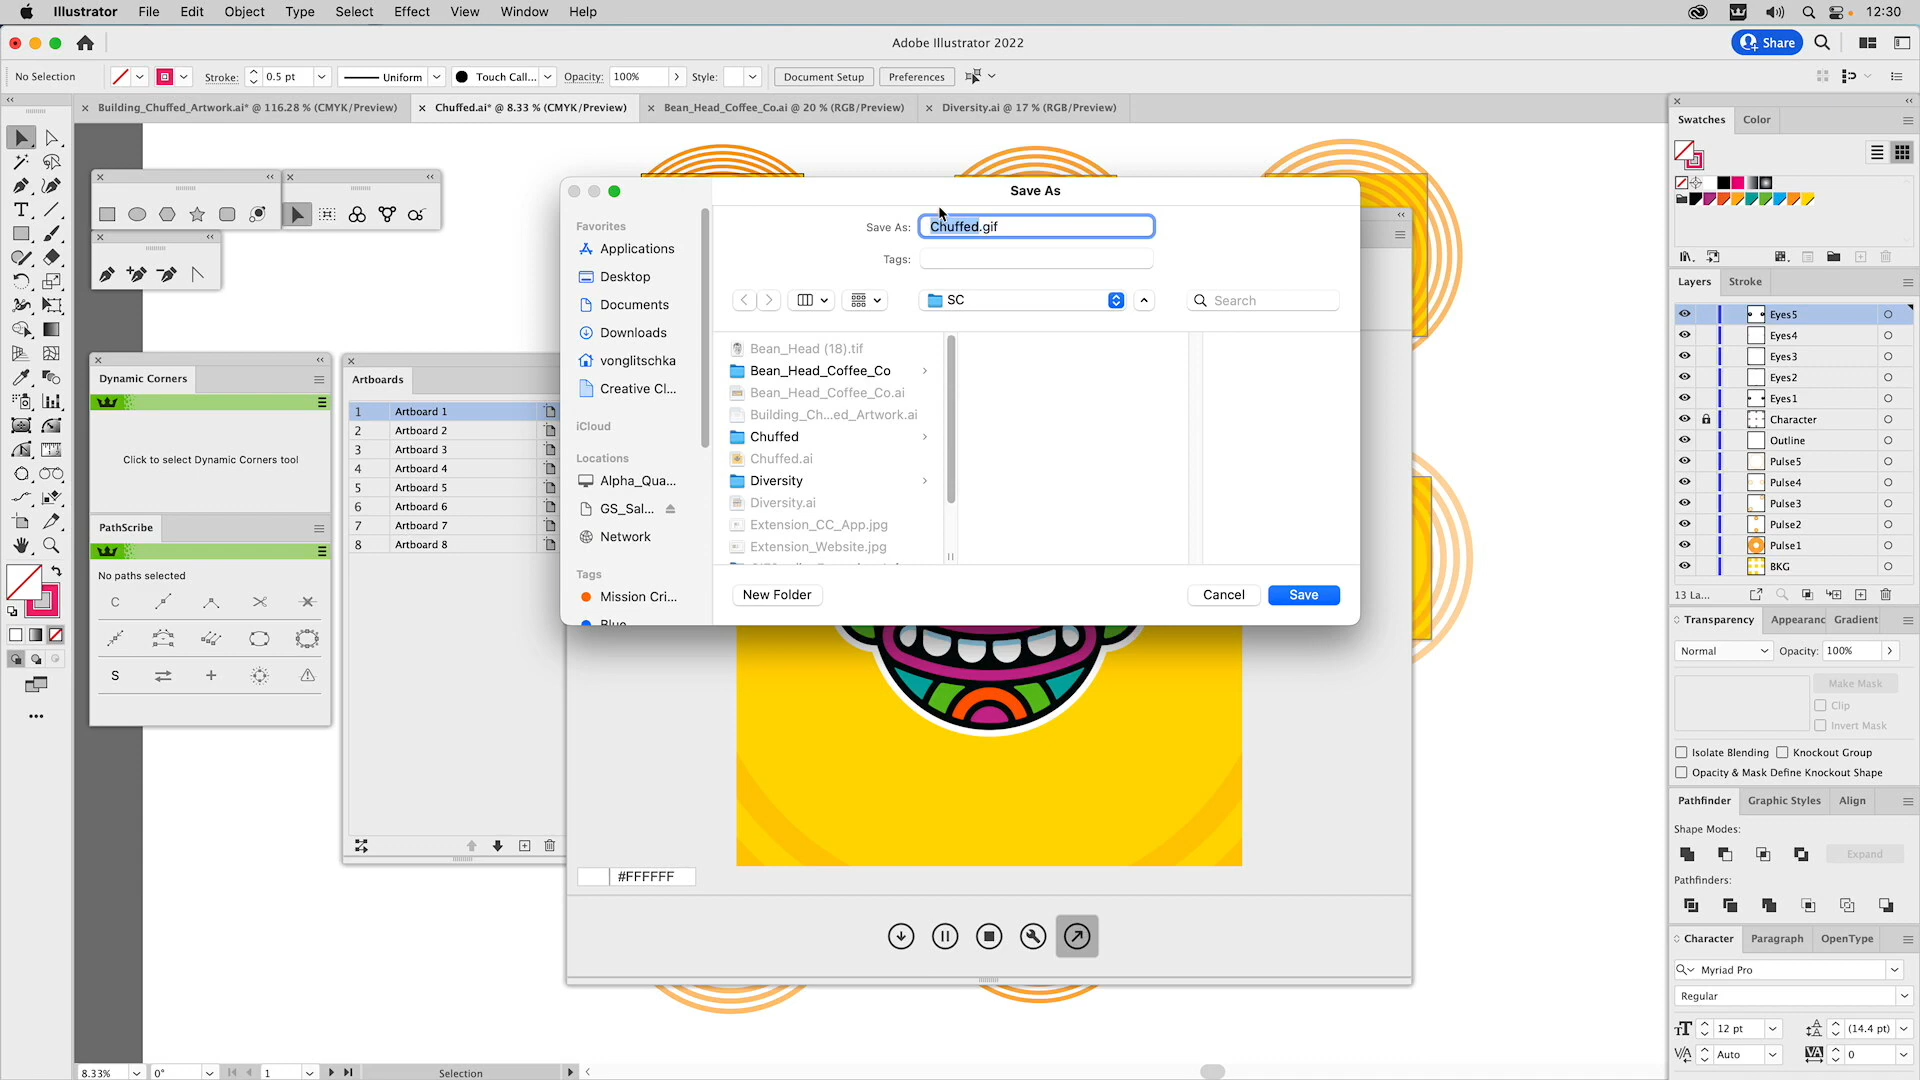 Illustrator File Edit Object Type Select Effect View Window Help 12:30
Adobe Illustrator 2022 Share
No Selection Stroke: 0.5 pt Uniform Touch Call... Opacity: 100% Style: Document Setup Preferences
Building_Chuffed_Artwork.ai* @ 116.28 % (CMYK/Preview) Chuffed.ai* @ 8.33 % (CMYK/Preview) Bean_Head_Coffee_Co.ai @ 20 % (RGB/Preview) Diversity.ai @ 17 % (RGB/Preview)
Dynamic Corners
Click to select Dynamic Corners tool
PathScribe
No paths selected
Artboards
1 Artboard 1
2 Artboard 2
3 Artboard 3
4 Artboard 4
5 Artboard 5
6 Artboard 6
7 Artboard 7
8 Artboard 8
Save As
Save As: Chuffed.gif
Tags:
SC
Search
Favorites
Applications
Desktop
Documents
Downloads
vonglitschka
Creative Cl...
iCloud
Locations
Alpha_Qua...
GS_Sal...
Network
Tags
Mission Cri...
Blue
Bean_Head (18).tif
Bean_Head_Coffee_Co
Bean_Head_Coffee_Co.ai
Building_Ch...ed_Artwork.ai
Chuffed
Chuffed.ai
Diversity
Diversity.ai
Extension_CC_App.jpg
Extension_Website.jpg
New Folder Cancel Save
#FFFFFF
Swatches Color
Layers Stroke
Eyes5
Eyes4
Eyes3
Eyes2
Eyes1
Character
Outline
Pulse5
Pulse4
Pulse3
Pulse2
Pulse1
BKG
13 La...
Transparency Appearanc Gradient
Normal Opacity: 100%
Make Mask
Clip
Invert Mask
Isolate Blending Knockout Group
Opacity & Mask Define Knockout Shape
Pathfinder Graphic Styles Align
Shape Modes:
Expand
Pathfinders:
Character Paragraph OpenType
Myriad Pro
Regular
12 pt (14.4 pt)
Auto 0
8.33% 0° 1 Selection